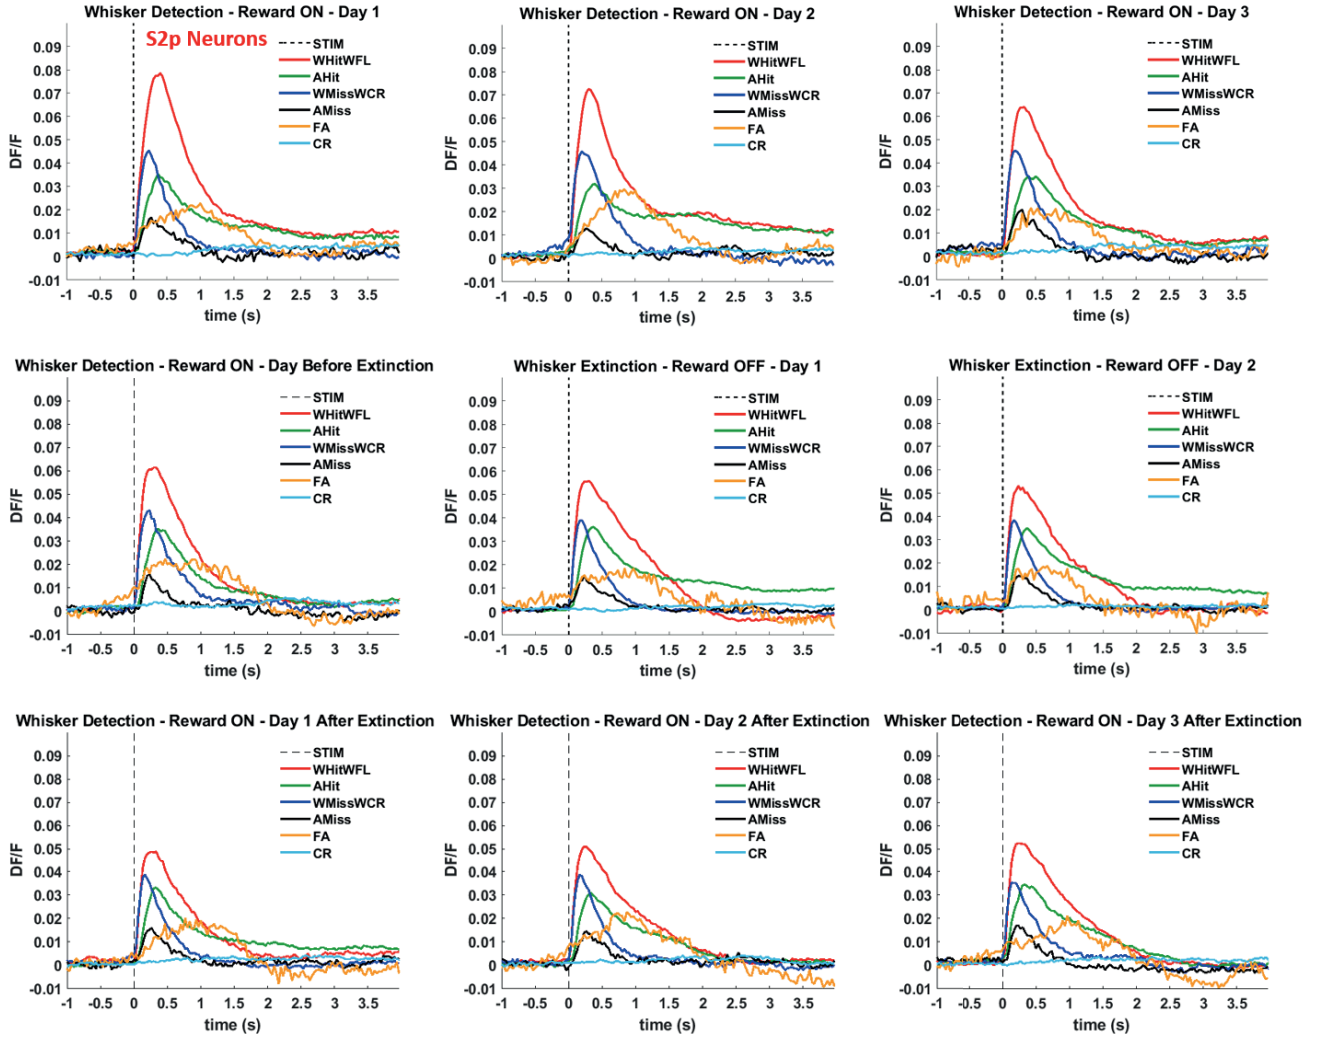 Whisker Detection - Reward ON - Day 1
S2p Neurons
STIM
WHitWFL
AHit
WMissWCR
AMiss
FA
CR
DF/F
0.09
0.08
0.07
0.06
0.05
0.04
0.03
0.02
0.01
0
-0.01
-1 -0.5 0 0.5 1 1.5 2 2.5 3 3.5
time (s)
Whisker Detection - Reward ON - Day 2
STIM
WHitWFL
AHit
WMissWCR
AMiss
FA
CR
DF/F
0.09
0.08
0.07
0.06
0.05
0.04
0.03
0.02
0.01
0
-0.01
-1 -0.5 0 0.5 1 1.5 2 2.5 3 3.5
time (s)
Whisker Detection - Reward ON - Day 3
STIM
WHitWFL
AHit
WMissWCR
AMiss
FA
CR
DF/F
0.09
0.08
0.07
0.06
0.05
0.04
0.03
0.02
0.01
0
-0.01
-1 -0.5 0 0.5 1 1.5 2 2.5 3 3.5
time (s)
Whisker Detection - Reward ON - Day Before Extinction
STIM
WHitWFL
AHit
WMissWCR
AMiss
FA
CR
DF/F
0.09
0.08
0.07
0.06
0.05
0.04
0.03
0.02
0.01
0
-0.01
-1 -0.5 0 0.5 1 1.5 2 2.5 3 3.5
time (s)
Whisker Extinction - Reward OFF - Day 1
STIM
WHitWFL
AHit
WMissWCR
AMiss
FA
CR
DF/F
0.09
0.08
0.07
0.06
0.05
0.04
0.03
0.02
0.01
0
-0.01
-1 -0.5 0 0.5 1 1.5 2 2.5 3 3.5
time (s)
Whisker Extinction - Reward OFF - Day 2
STIM
WHitWFL
AHit
WMissWCR
AMiss
FA
CR
DF/F
0.09
0.08
0.07
0.06
0.05
0.04
0.03
0.02
0.01
0
-0.01
-1 -0.5 0 0.5 1 1.5 2 2.5 3 3.5
time (s)
Whisker Detection - Reward ON - Day 1 After Extinction
STIM
WHitWFL
AHit
WMissWCR
AMiss
FA
CR
DF/F
0.09
0.08
0.07
0.06
0.05
0.04
0.03
0.02
0.01
0
-0.01
-1 -0.5 0 0.5 1 1.5 2 2.5 3 3.5
time (s)
Whisker Detection - Reward ON - Day 2 After Extinction
STIM
WHitWFL
AHit
WMissWCR
AMiss
FA
CR
DF/F
0.09
0.08
0.07
0.06
0.05
0.04
0.03
0.02
0.01
0
-0.01
-1 -0.5 0 0.5 1 1.5 2 2.5 3 3.5
time (s)
Whisker Detection - Reward ON - Day 3 After Extinction
STIM
WHitWFL
AHit
WMissWCR
AMiss
FA
CR
DF/F
0.09
0.08
0.07
0.06
0.05
0.04
0.03
0.02
0.01
0
-0.01
-1 -0.5 0 0.5 1 1.5 2 2.5 3 3.5
time (s)